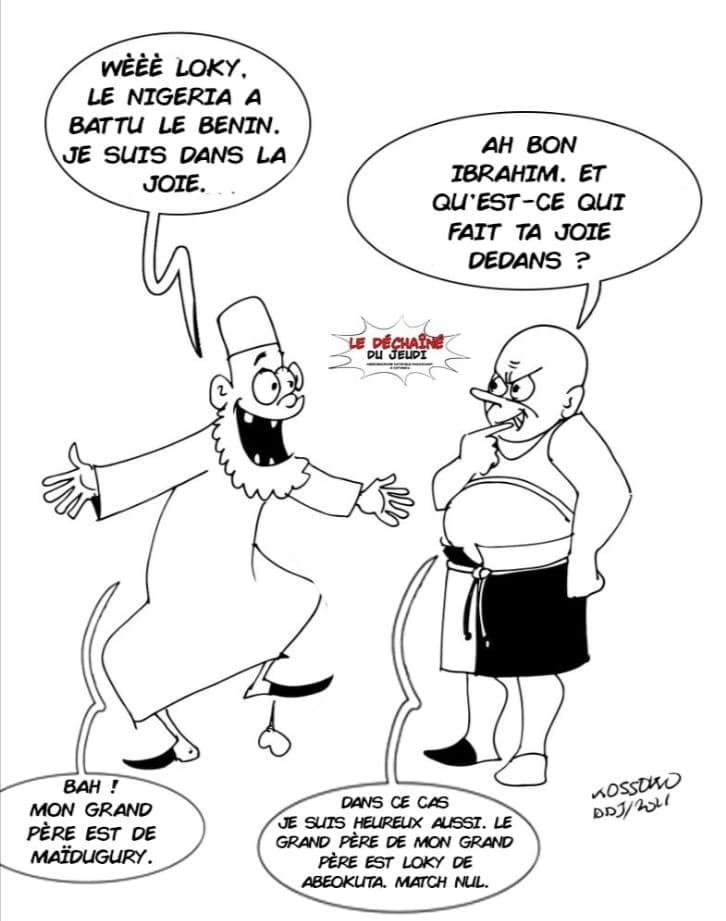 WÈÈÈ LOKY,
LE NIGERIA A
BATTU LE BENIN.
JE SUIS DANS LA
JOIE. . . .
AH BON
IBRAHIM. ET
QU'EST-CE QUI
FAIT TA JOIE
DEDANS ?
LE DÉCHAÎNÉ
DU JEUDI
BAH !
MON GRAND
PÈRE EST DE
MAÏDUGURY.
DANS CE CAS
JE SUIS HEUREUX AUSSI. LE
GRAND PÈRE DE MON GRAND
PÈRE EST LOKY DE
ABEOKUTA. MATCH NUL.
KOSSOKO
DDJ/2021